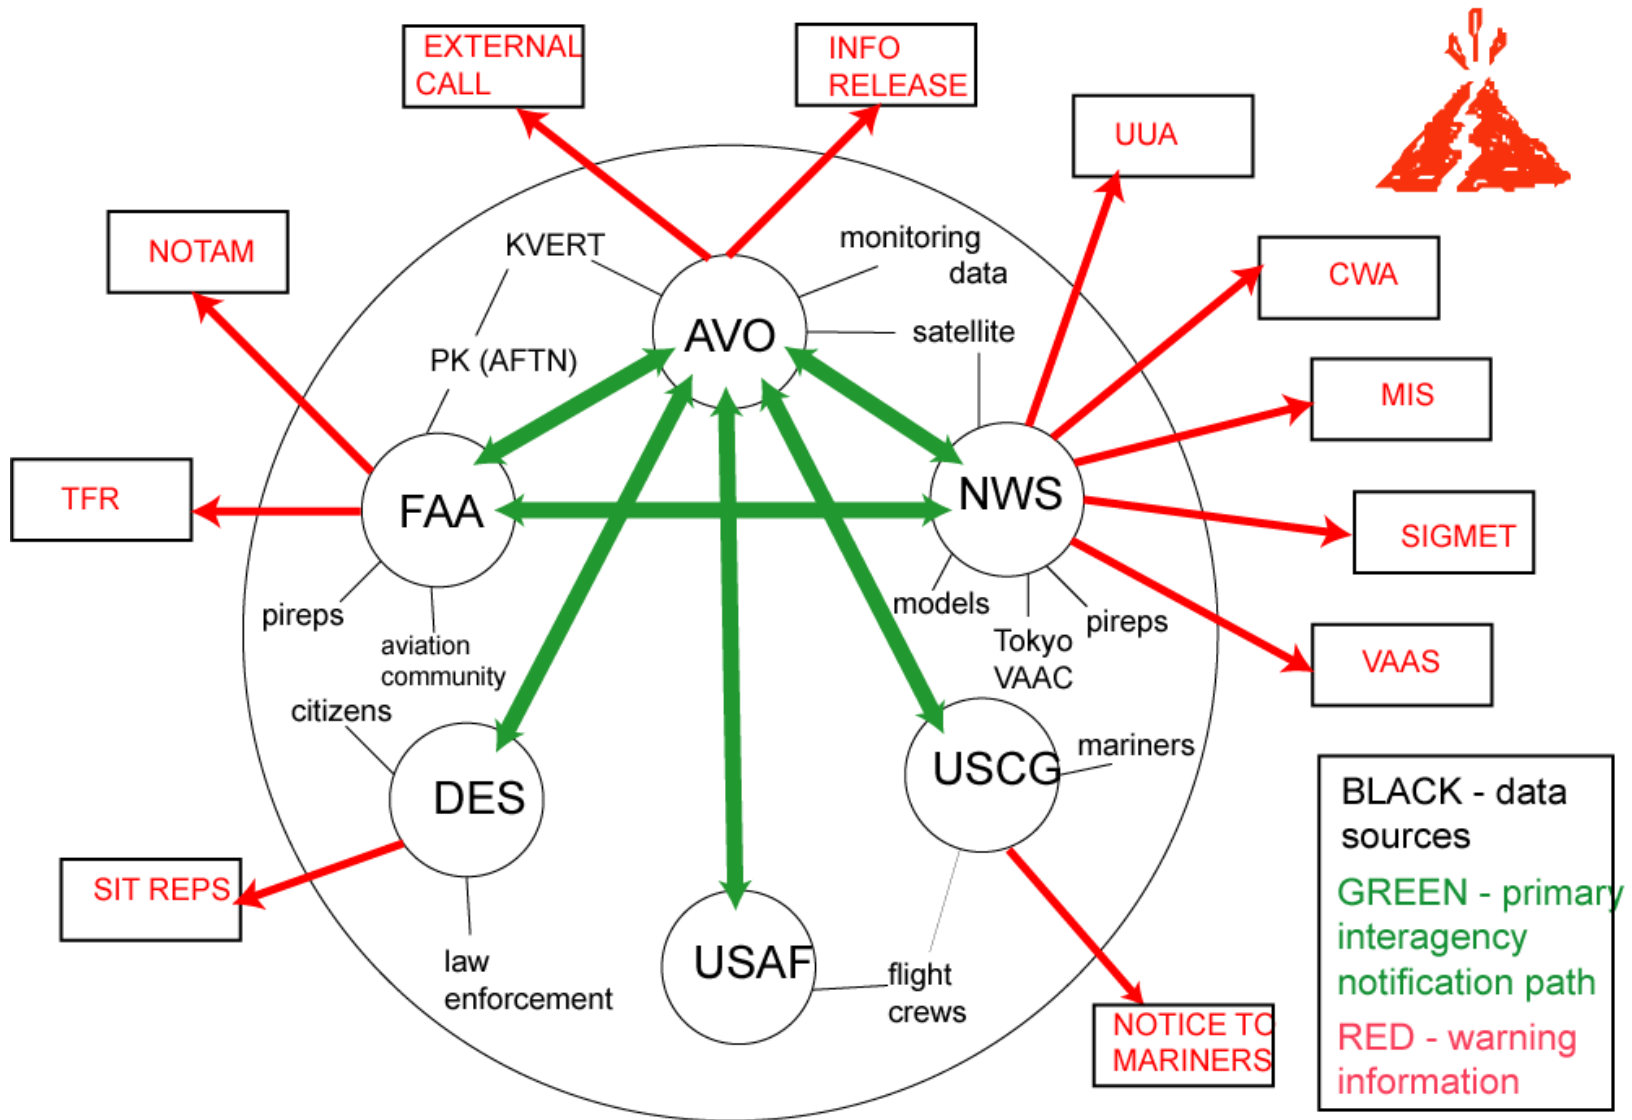 EXTERNAL
CALL
INFO
RELEASE
UUA
NOTAM
KVERT
monitoring
data
CWA
satellite
AVO
PK (AFTN)
MIS
TFR
FAA
NWS
SIGMET
pireps
aviation
community
models
Tokyo
VAAC
pireps
VAAS
citizens
DES
USCG
mariners
SIT REPS
law
enforcement
USAF
flight
crews
NOTICE TO
MARINERS
BLACK - data
sources
GREEN - primary
interagency
notification path
RED - warning
information